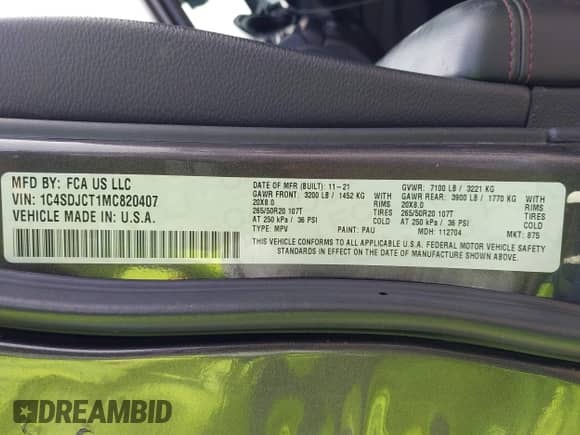 MFD BY: FCA US LLC
VIN: 1C4SDJCT1MC820407
VEHICLE MADE IN U.S.A.
DATE OF MFR (BUILT): 11-21 GVWR: 7100 LB / 3221 KG
GAWR FRONT: 3200 LB / 1452 KG WITH GAWR REAR: 3900 LB / 1770 KG WITH
20X8.0 RIMS 20X8.0 RIMS
265/50R20 107T TIRES 265/50R20 107T TIRES
AT 250 kPa / 36 PSI COLD AT 250 kPa / 36 PSI COLD
TYPE: MPV PAINT: PAU MDH: 112704 MKT: 875
THIS VEHICLE CONFORMS TO ALL APPLICABLE U.S.A. FEDERAL MOTOR VEHICLE SAFETY
STANDARDS IN EFFECT ON THE DATE OF MANUFACTURE SHOWN ABOVE.
DREAMBID